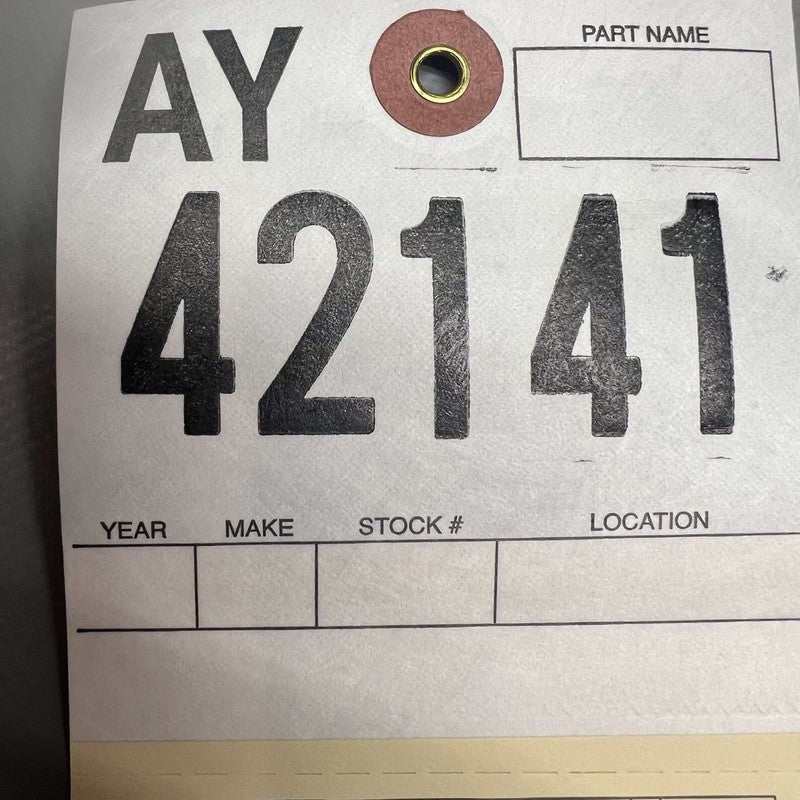 AY
PART NAME
42141
YEAR MAKE STOCK # LOCATION